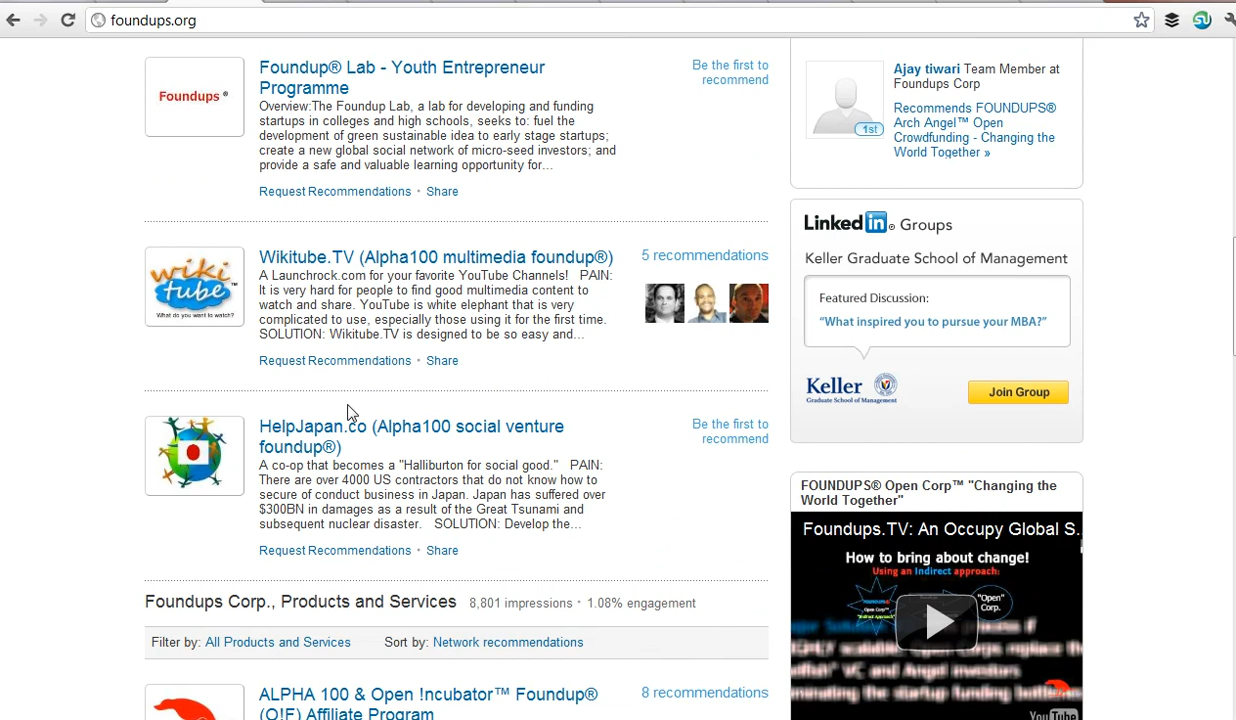 foundups.org
Foundups ®
Foundup® Lab - Youth Entrepreneur
Programme
Be the first to
recommend
Overview:The Foundup Lab, a lab for developing and funding
startups in colleges and high schools, seeks to: fuel the
development of green sustainable idea to early stage startups;
create a new global social network of micro-seed investors; and
provide a safe and valuable learning opportunity for...
Request Recommendations · Share
wiki
tube™
What do you want to watch?
Wikitube.TV (Alpha100 multimedia foundup®)
5 recommendations
A Launchrock.com for your favorite YouTube Channels! PAIN:
It is very hard for people to find good multimedia content to
watch and share. YouTube is white elephant that is very
complicated to use, especially those using it for the first time.
SOLUTION: Wikitube.TV is designed to be so easy and...
Request Recommendations · Share
HelpJapan.co (Alpha100 social venture
foundup®)
Be the first to
recommend
A co-op that becomes a "Halliburton for social good." PAIN:
There are over 4000 US contractors that do not know how to
secure of conduct business in Japan. Japan has suffered over
$300BN in damages as a result of the Great Tsunami and
subsequent nuclear disaster. SOLUTION: Develop the...
Request Recommendations · Share
Foundups Corp., Products and Services 8,801 impressions · 1.08% engagement
Filter by: All Products and Services Sort by: Network recommendations
ALPHA 100 & Open !ncubator™ Foundup®
(O!F) Affiliate Program
8 recommendations
Ajay tiwari Team Member at
Foundups Corp
1st
Recommends FOUNDUPS®
Arch Angel™ Open
Crowdfunding - Changing the
World Together »
Linked in® Groups
Keller Graduate School of Management
Featured Discussion:
“What inspired you to pursue your MBA?”
Keller
Graduate School of Management
Join Group
FOUNDUPS® Open Corp™ "Changing the
World Together"
Foundups.TV: An Occupy Global S...
How to bring about change!
Using an Indirect approach:
"Open"
Corp.
VC and Angel investors
the startup funding
YouTube